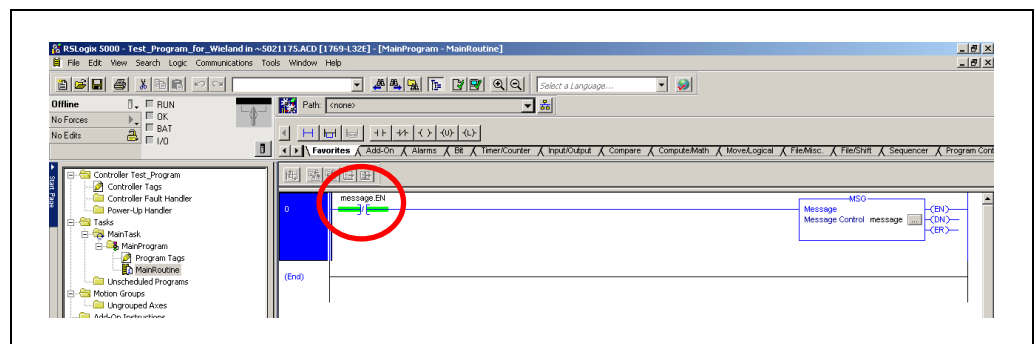 RSLogix 5000 - Test_Program_for_Wieland in ~5021175.ACD [1769-L32E] - [MainProgram - MainRoutine]
File Edit View Search Logic Communications Tools Window Help
Select a Language...
Offline RUN
No Forces OK
No Edits BAT
I/O
Path: <none>
Favorites Add-On Alarms Bit Timer/Counter Input/Output Compare Compute/Math Move/Logical File/Misc. File/Shift Sequencer Program Cont
Start Page
Controller Test_Program
Controller Tags
Controller Fault Handler
Power-Up Handler
Tasks
MainTask
MainProgram
Program Tags
MainRoutine
Unscheduled Programs
Motion Groups
Ungrouped Axes
Add-On Instructions
0
message.EN
MSG
Message
Message Control message ...
EN
DN
ER
(End)